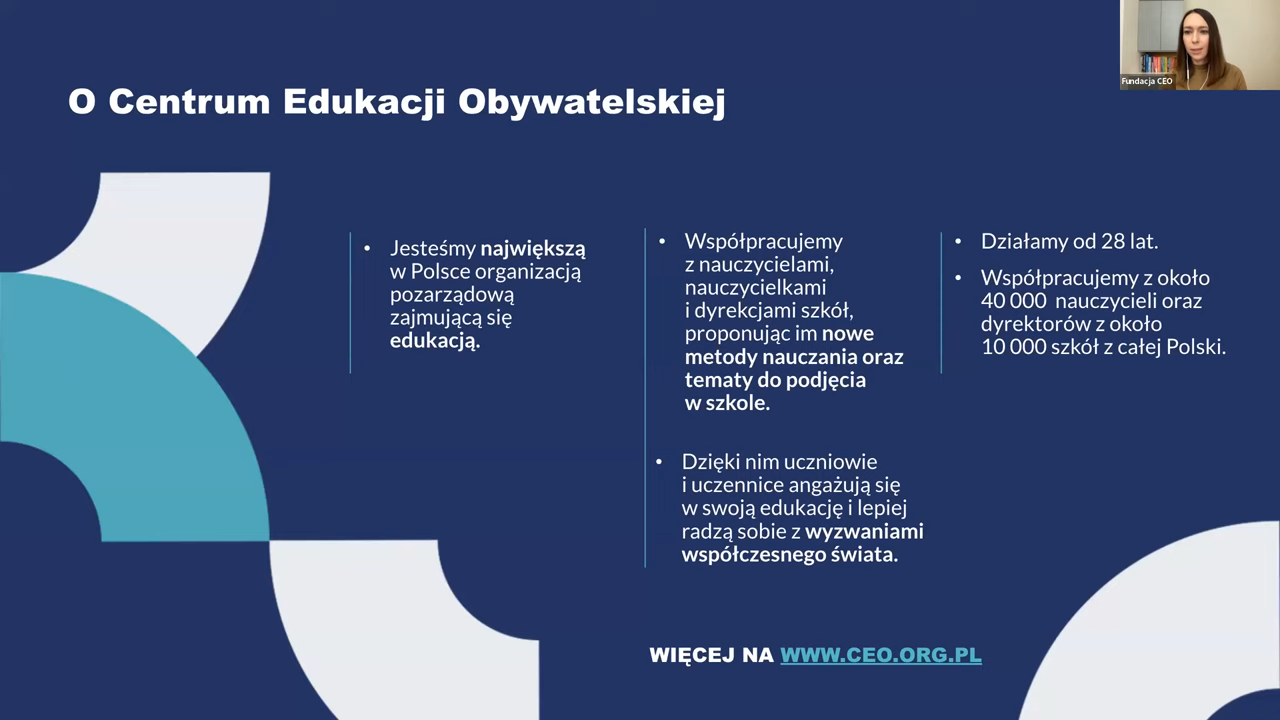 Fundacja CEO
O Centrum Edukacji Obywatelskiej
• Jesteśmy największą
w Polsce organizacją
pozarządową
zajmującą się
edukacją.
• Współpracujemy
z nauczycielami,
nauczycielkami
i dyrekcjami szkół,
proponując im nowe
metody nauczania oraz
tematy do podjęcia
w szkole.
• Dzięki nim uczniowie
i uczennice angażują się
w swoją edukację i lepiej
radzą sobie z wyzwaniami
współczesnego świata.
• Działamy od 28 lat.
• Współpracujemy z około
40 000 nauczycieli oraz
dyrektorów z około
10 000 szkół z całej Polski.
WIĘCEJ NA WWW.CEO.ORG.PL